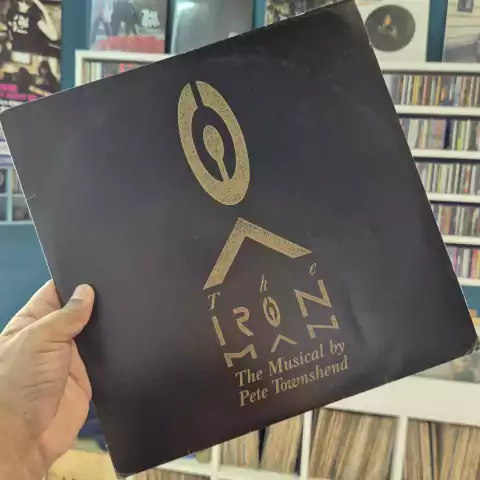 The
IRON
MAN
The Musical by
Pete Townshend